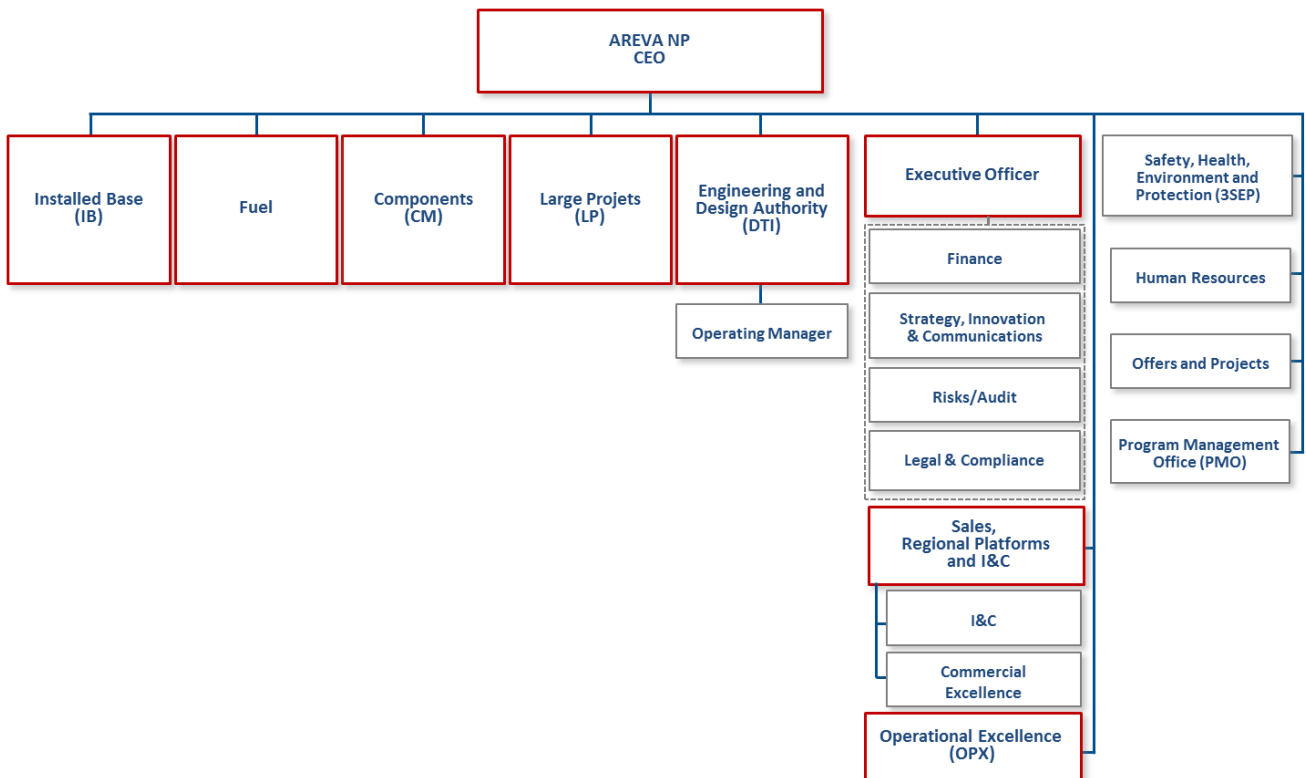 AREVA NP
CEO
Installed Base
(IB)
Fuel
Components
(CM)
Large Projets
(LP)
Engineering and
Design Authority
(DTI)
Operating Manager
Executive Officer
Finance
Strategy, Innovation
& Communications
Risks/Audit
Legal & Compliance
Sales,
Regional Platforms
and I&C
I&C
Commercial
Excellence
Operational Excellence
(OPX)
Safety, Health,
Environment and
Protection (3SEP)
Human Resources
Offers and Projects
Program Management
Office (PMO)